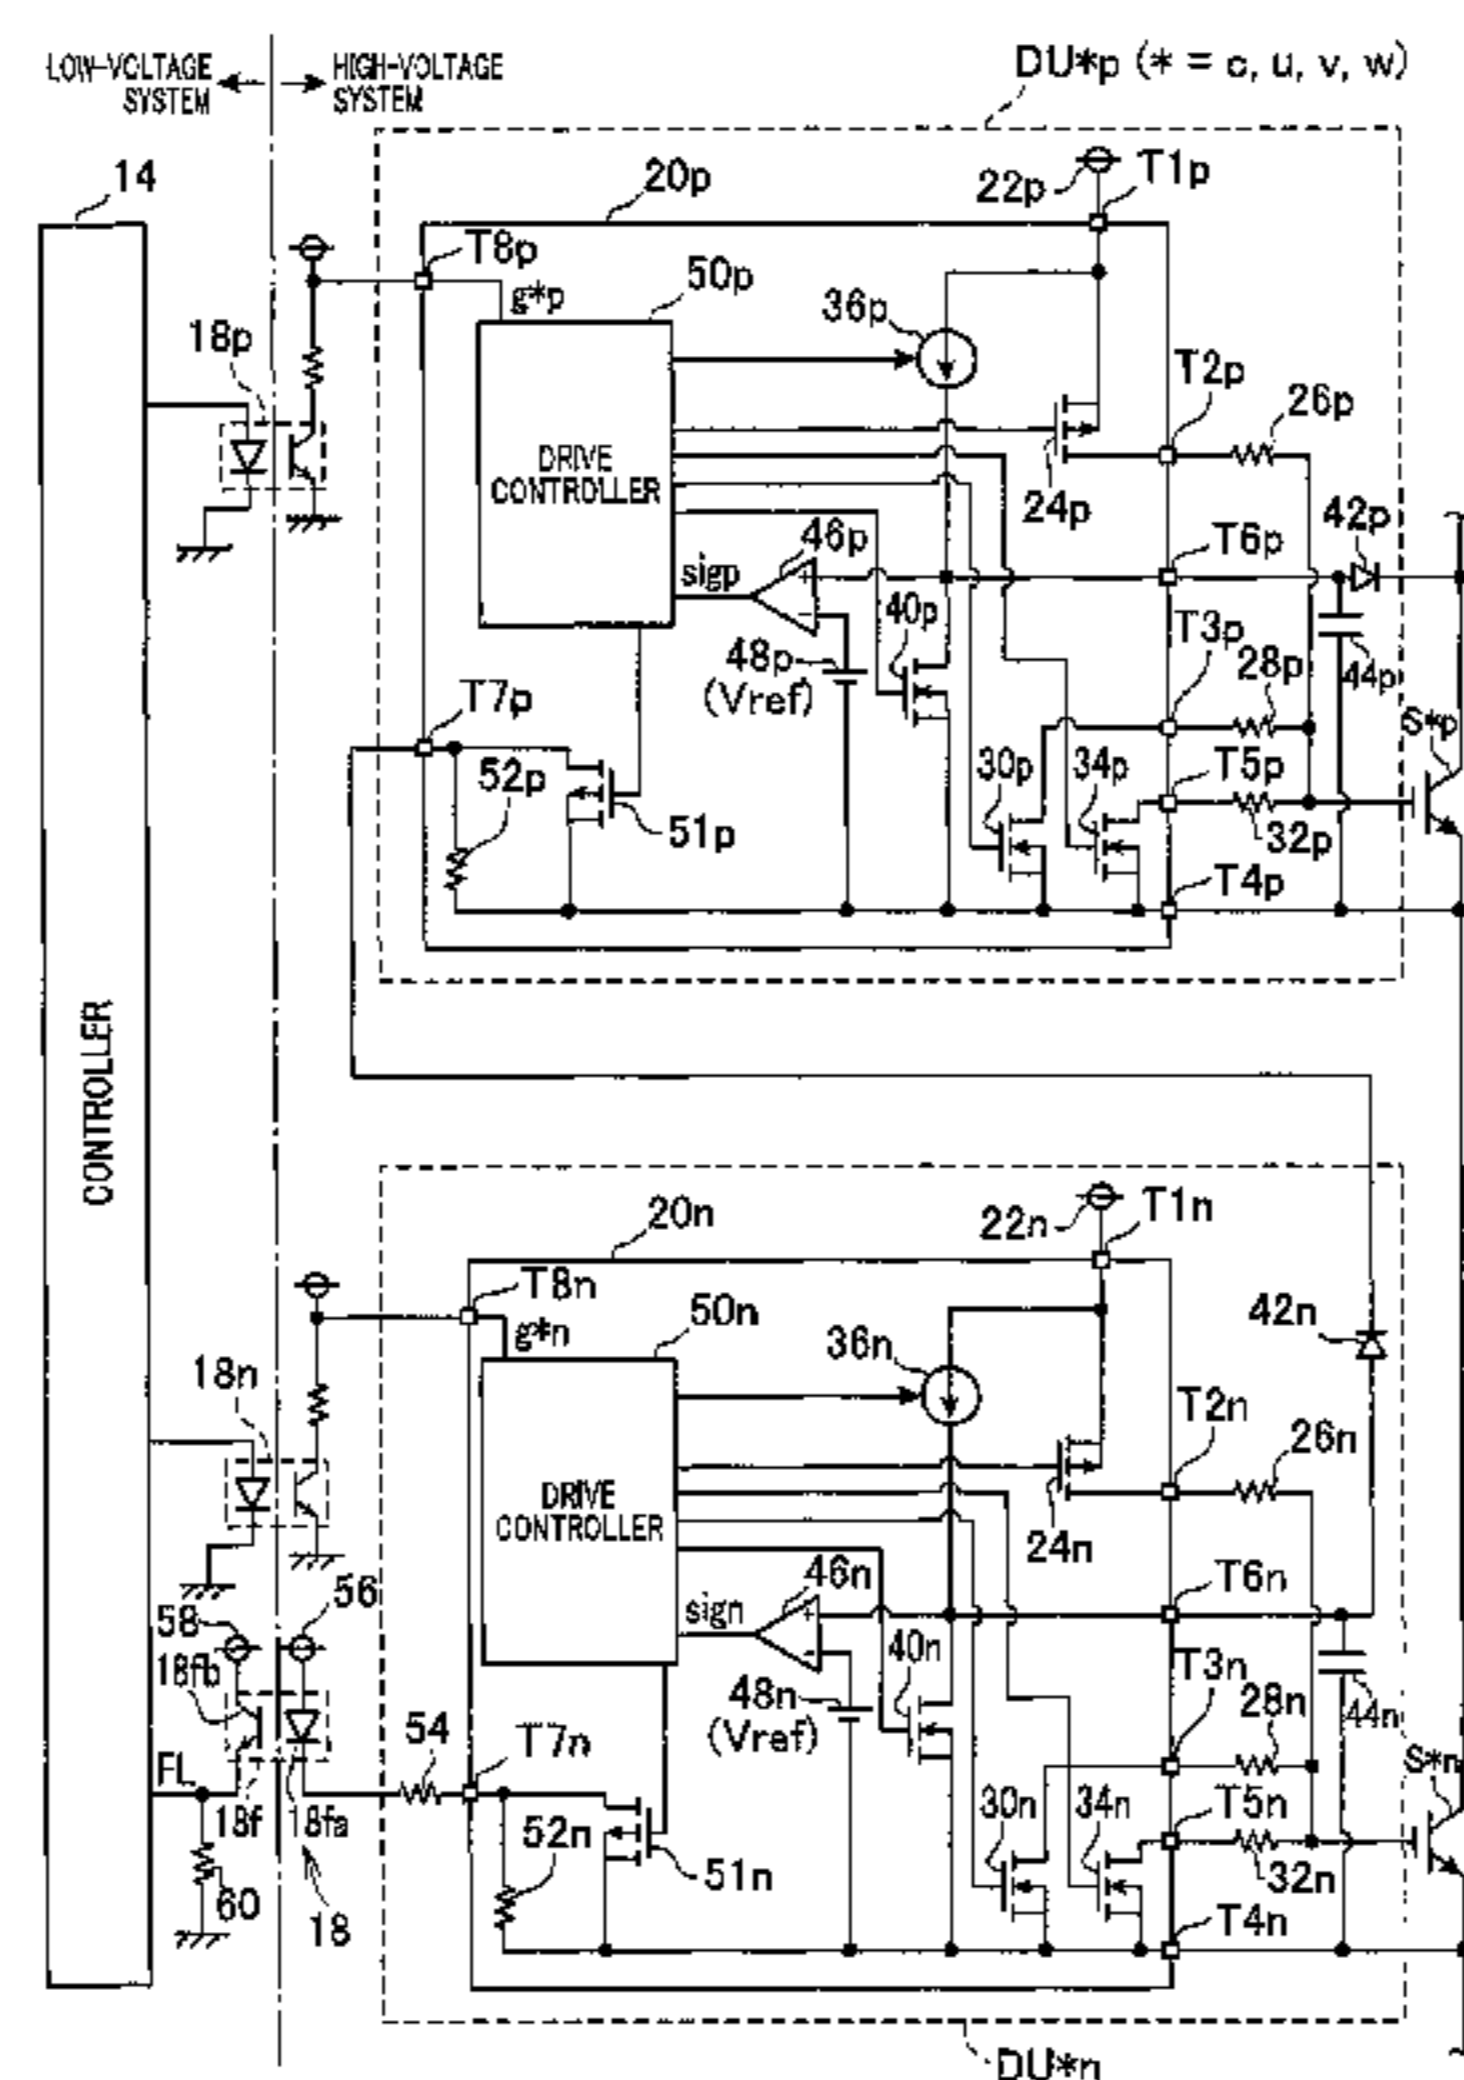 LOW-VOLTAGE
SYSTEM
HIGH-VOLTAGE
SYSTEM
DU*p (* = c, u, v, w)
14
20p
22p
T1p
T8p
g*p
50p
36p
18p
T2p
26p
DRIVE
CONTROLLER
24p
42p
46p
T6p
sigp
40p
T3p
48p
(Vref)
28p
44p
S*p
T7p
52p
30p
34p
T5p
51p
32p
T4p
CONTROLLER
20n
22n
T1n
T8n
g*n
50n
42n
36n
18n
T2n
26n
DRIVE
CONTROLLER
24n
46n
T6n
56
58
sign
18fb
40n
T3n
48n
(Vref)
28n
44n
54
T7n
FL
S*n
18f
18fa
52n
30n
34n
T5n
51n
32n
60
18
T4n
DU*n